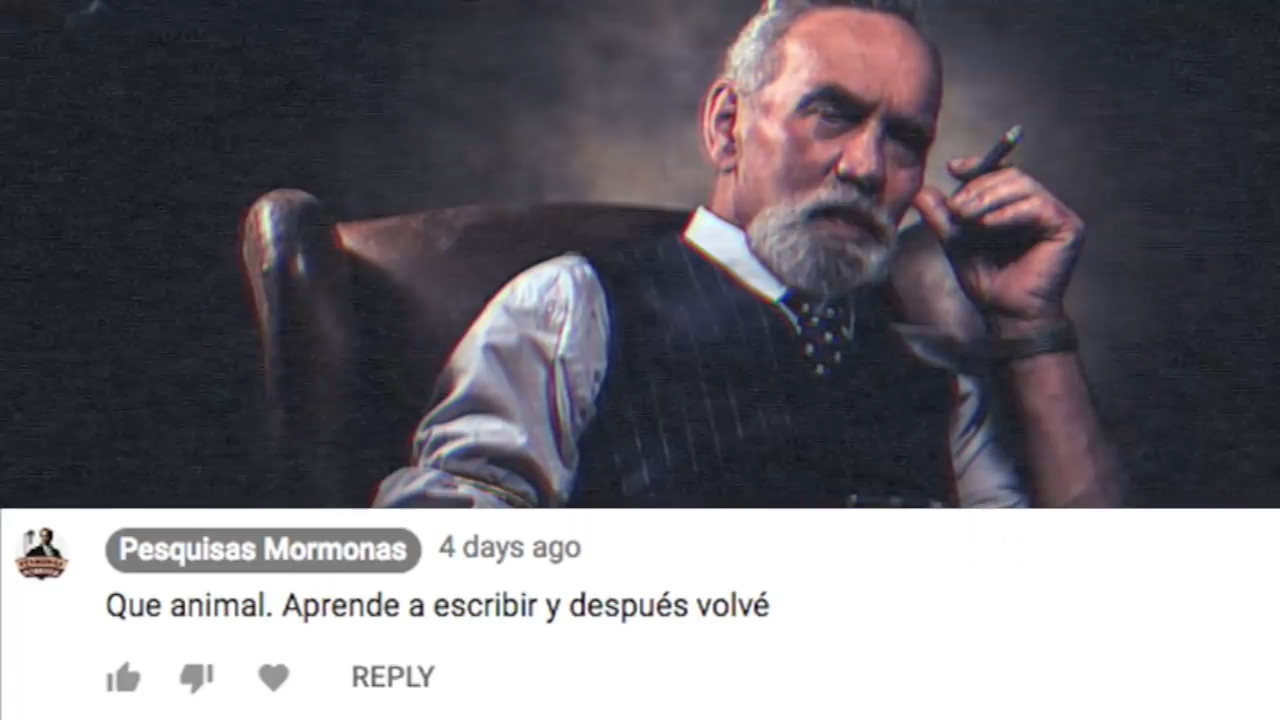 Pesquisas Mormonas 4 days ago
Que animal. Aprende a escribir y después volvé
REPLY